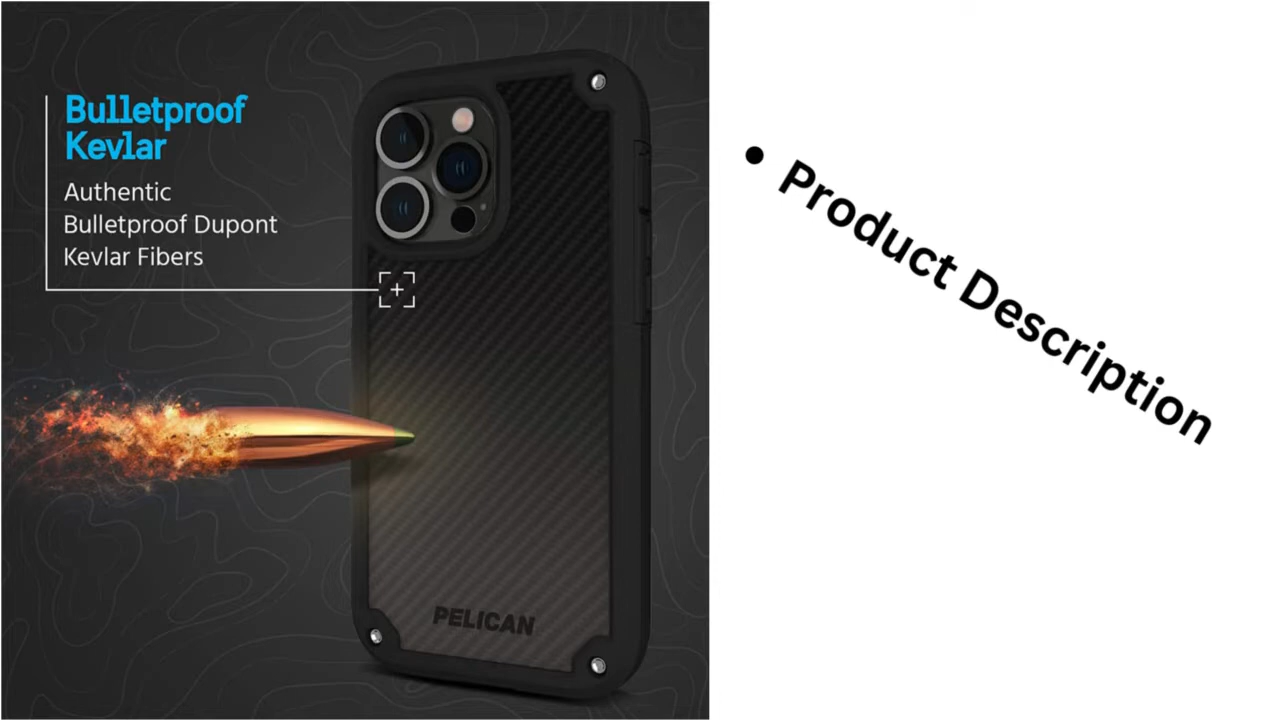 Bulletproof
Kevlar
Authentic
Bulletproof Dupont
Kevlar Fibers
PELICAN
• Product Description